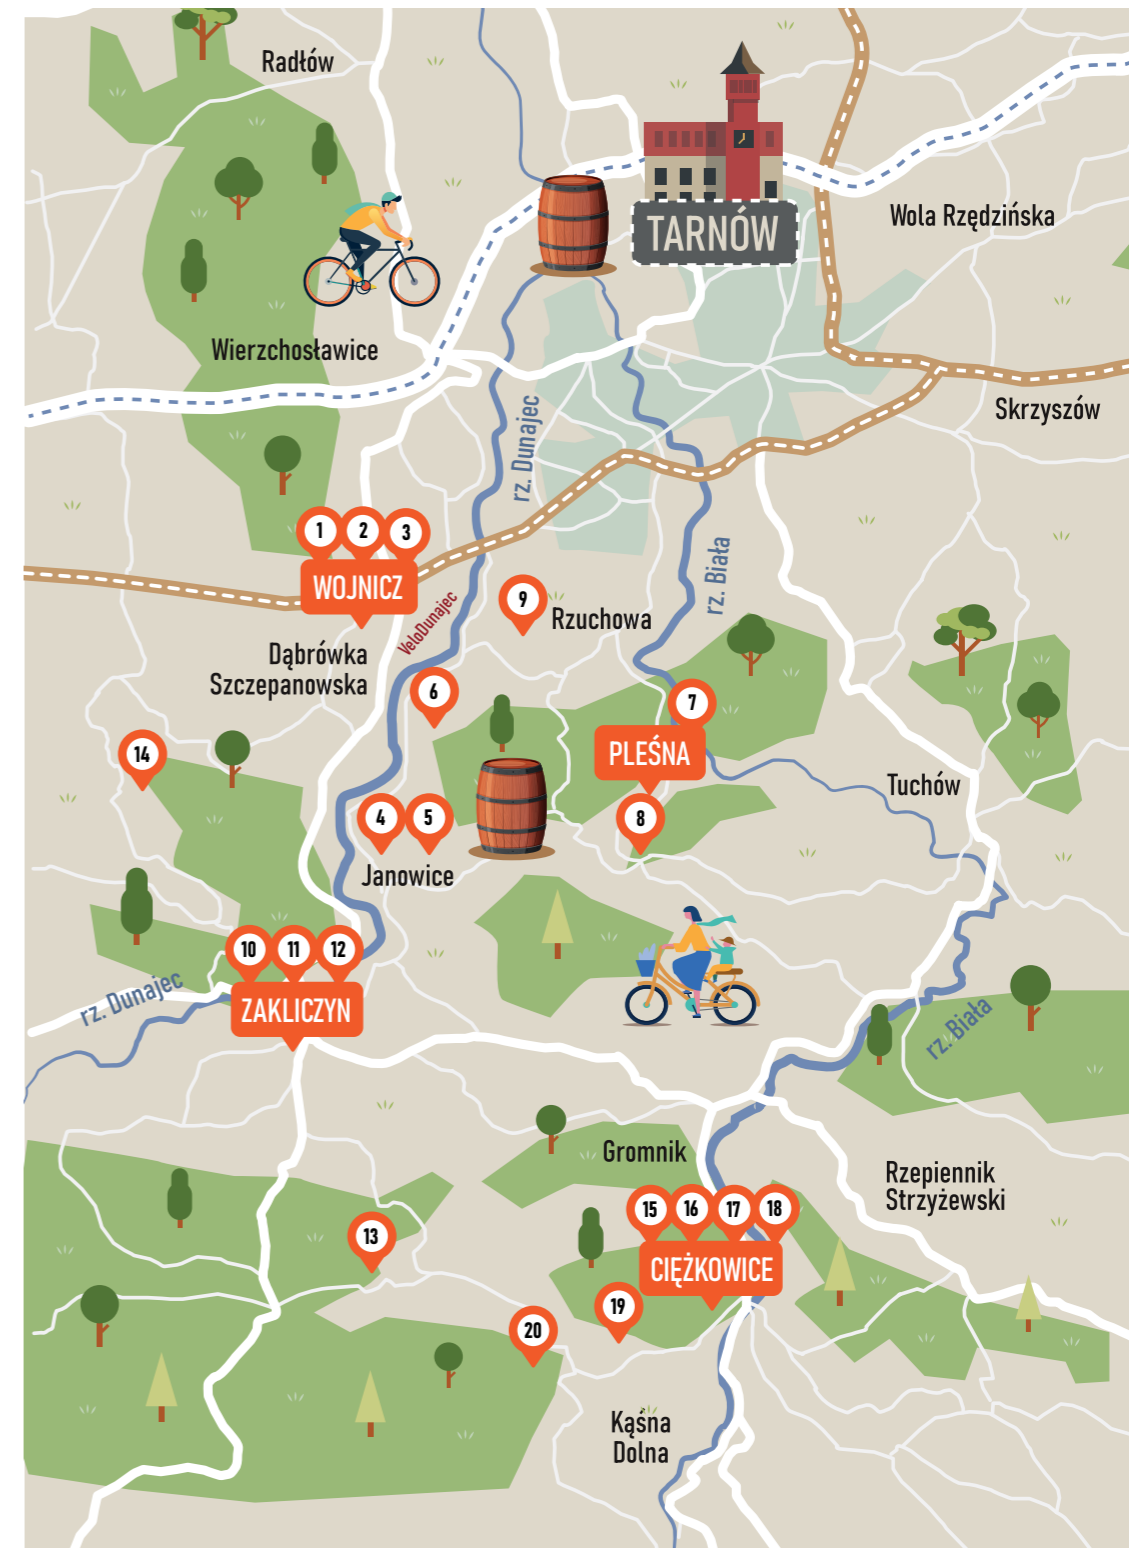 Radłów
TARNÓW
Wola Rzędzińska
Wierzchosławice
Skrzyszów
rz. Dunajec
1
2
3
WOJNICZ
rz. Biała
VeloDunajec
9
Rzuchowa
Dąbrówka
Szczepanowska
6
7
PLEŚNA
14
Tuchów
4
5
8
Janowice
10
11
12
rz. Dunajec
ZAKLICZYN
rz. Biała
Gromnik
Rzepiennik
Strzyżewski
15
16
17
18
13
CIĘŻKOWICE
19
20
Kąśna
Dolna